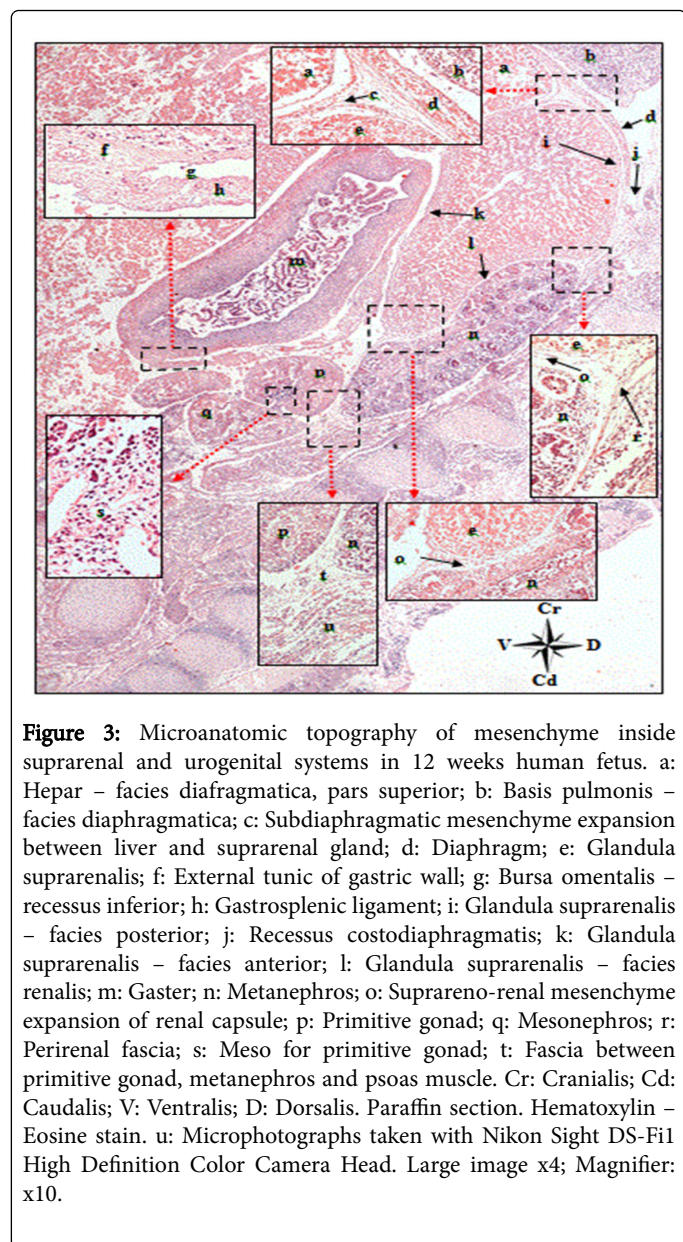 a
b
c
d
e
a
b
d
i
j
f
g
h
k
l
m
n
p
q
e
o
n
r
s
p
n
t
u
e
o
n
Cr
V
D
Cd
Figure 3: Microanatomic topography of mesenchyme inside
suprarenal and urogenital systems in 12 weeks human fetus. a:
Hepar – facies diafragmatica, pars superior; b: Basis pulmonis –
facies diaphragmatica; c: Subdiaphragmatic mesenchyme expansion
between liver and suprarenal gland; d: Diaphragm; e: Glandula
suprarenalis; f: External tunic of gastric wall; g: Bursa omentalis –
recessus inferior; h: Gastrosplenic ligament; i: Glandula suprarenalis
– facies posterior; j: Recessus costodiaphragmatis; k: Glandula
suprarenalis – facies anterior; l: Glandula suprarenalis – facies
renalis; m: Gaster; n: Metanephros; o: Suprareno-renal mesenchyme
expansion of renal capsule; p: Primitive gonad; q: Mesonephros; r:
Perirenal fascia; s: Meso for primitive gonad; t: Fascia between
primitive gonad, metanephros and psoas muscle. Cr: Cranialis; Cd:
Caudalis; V: Ventralis; D: Dorsalis. Paraffin section. Hematoxylin –
Eosine stain. u: Microphotographs taken with Nikon Sight DS-Fi1
High Definition Color Camera Head. Large image x4; Magnifier:
x10.